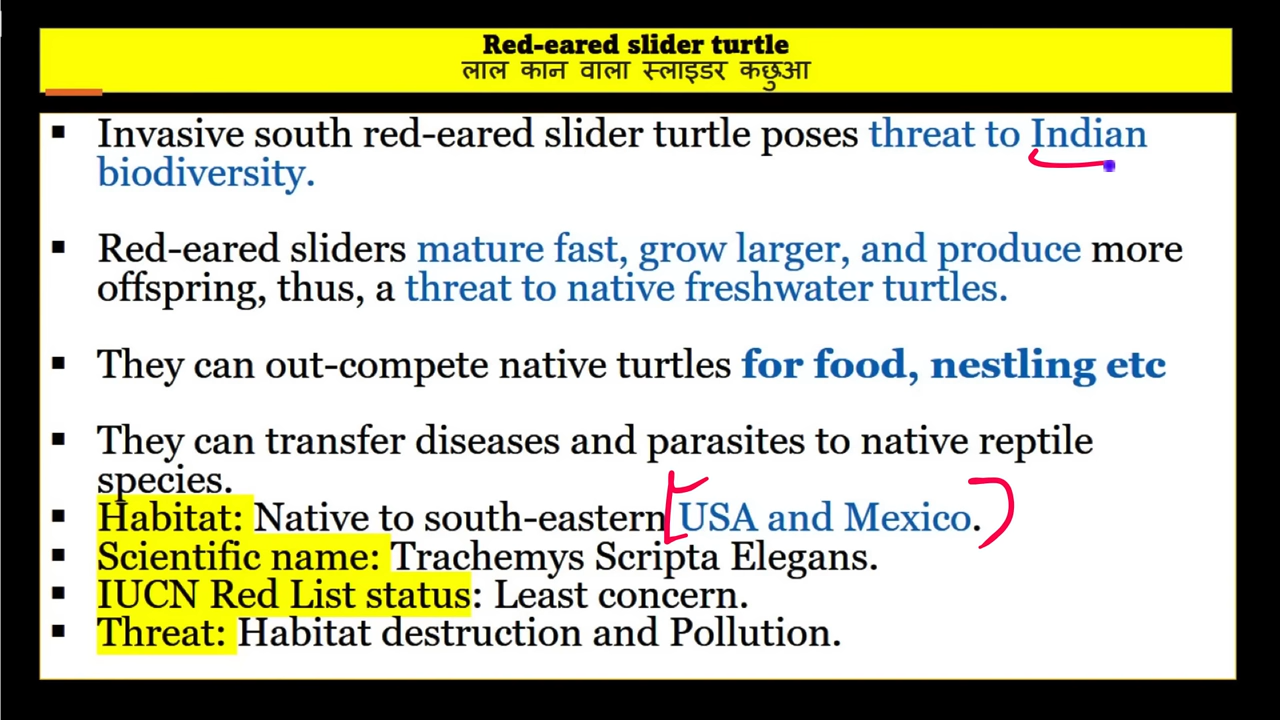 Red-eared slider turtle
लाल कान वाला स्लाइडर कछुआ
▪ Invasive south red-eared slider turtle poses threat to Indian
biodiversity.
▪ Red-eared sliders mature fast, grow larger, and produce more
offspring, thus, a threat to native freshwater turtles.
▪ They can out-compete native turtles for food, nestling etc
▪ They can transfer diseases and parasites to native reptile
species.
▪ Habitat: Native to south-eastern USA and Mexico.
▪ Scientific name: Trachemys Scripta Elegans.
▪ IUCN Red List status: Least concern.
▪ Threat: Habitat destruction and Pollution.